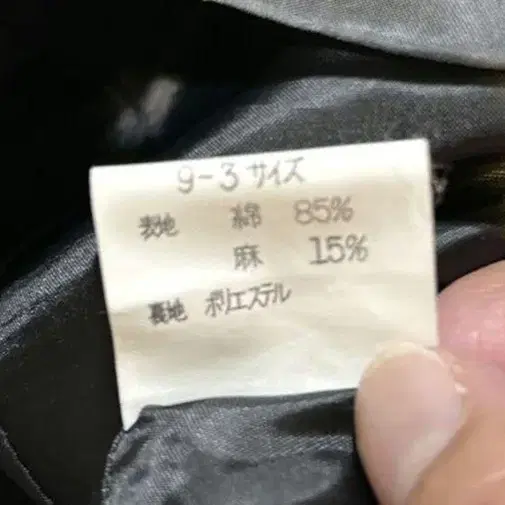 9-3サイズ
表地 綿 85%
麻 15%
裏地 ポリエステル